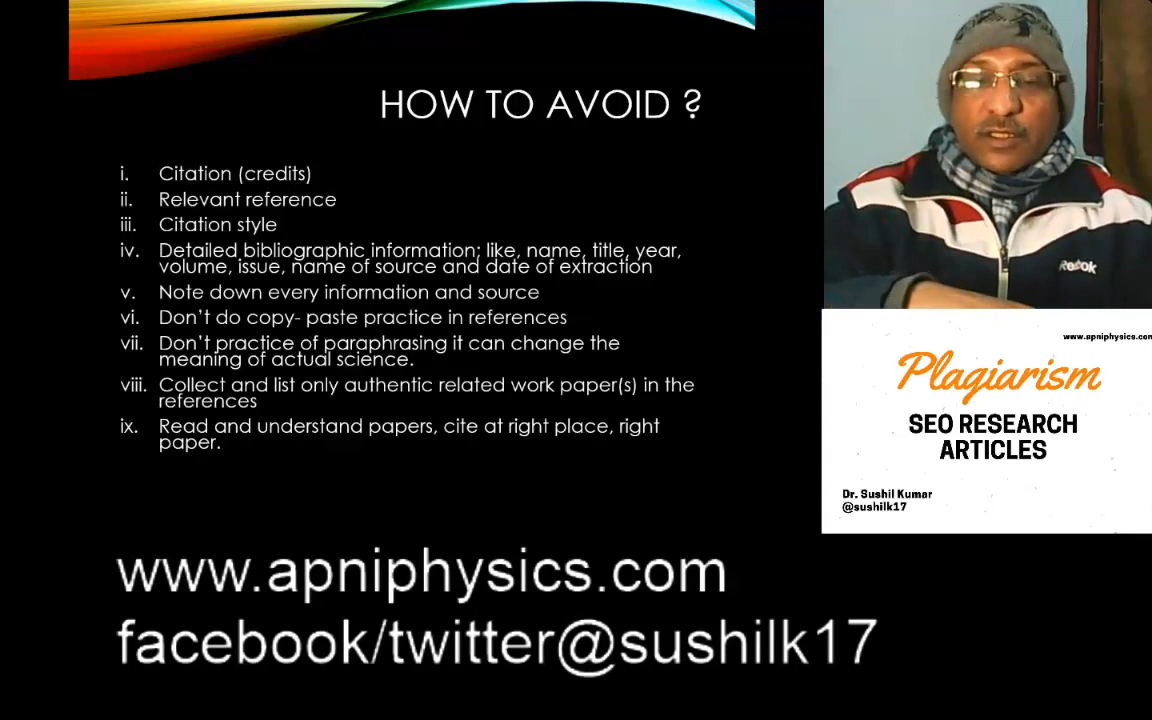 HOW TO AVOID ?
i. Citation (credits)
ii. Relevant reference
iii. Citation style
iv. Detailed bibliographic information; like, name, title, year,
volume, issue, name of source and date of extraction
v. Note down every information and source
vi. Don't do copy- paste practice in references
vii. Don't practice of paraphrasing it can change the
meaning of actual science.
viii. Collect and list only authentic related work paper(s) in the
references
ix. Read and understand papers, cite at right place, right
paper.
www.apniphysics.com
facebook/twitter@sushilk17
Reebok
www.apniphysics.com
Plagiarism
SEO RESEARCH
ARTICLES
Dr. Sushil Kumar
@sushilk17